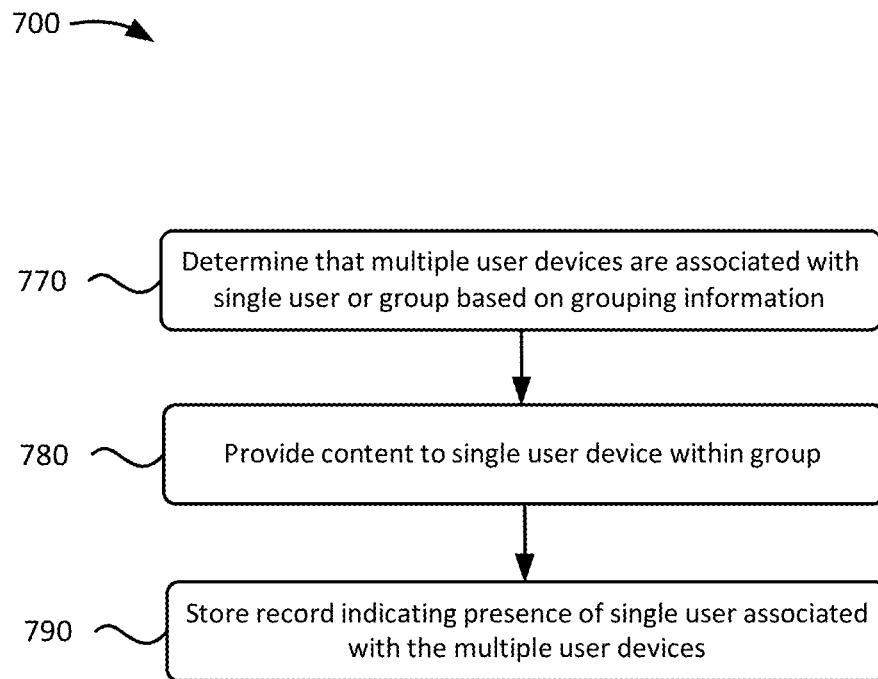 700
770
Determine that multiple user devices are associated with
single user or group based on grouping information
780
Provide content to single user device within group
790
Store record indicating presence of single user associated
with the multiple user devices